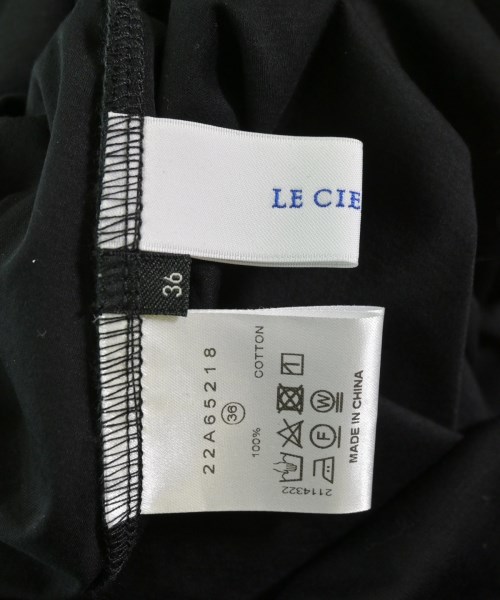 LE CIE
36
22A65218
36
100% COTTON
F W
MADE IN CHINA
2114322